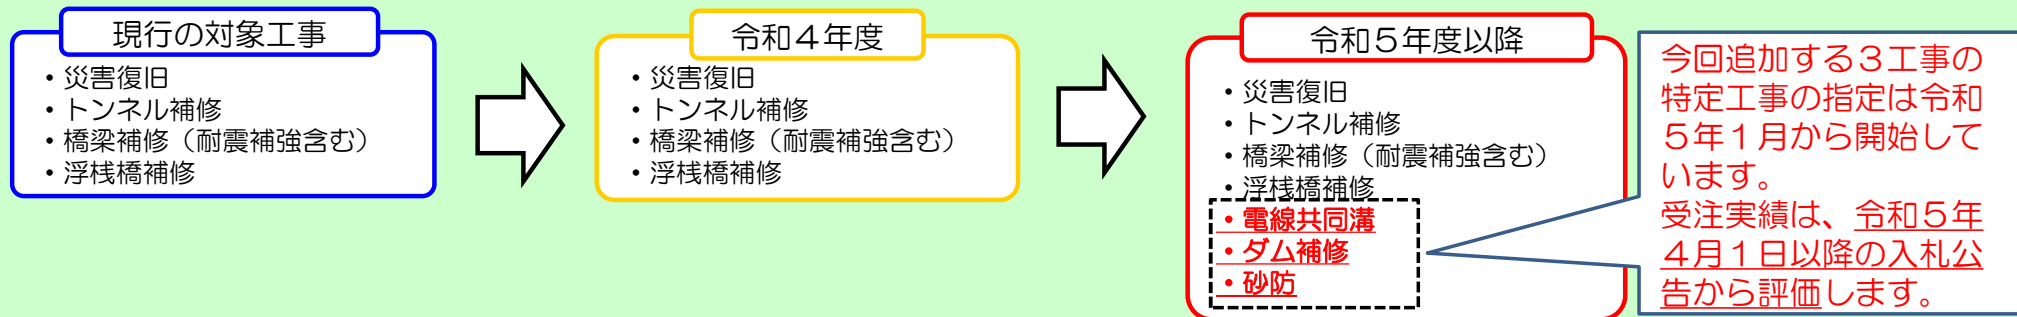 現行の対象工事
・災害復旧
・トンネル補修
・橋梁補修（耐震補強含む）
・浮桟橋補修
令和４年度
・災害復旧
・トンネル補修
・橋梁補修（耐震補強含む）
・浮桟橋補修
令和５年度以降
・災害復旧
・トンネル補修
・橋梁補修（耐震補強含む）
・浮桟橋補修
・電線共同溝
・ダム補修
・砂防
今回追加する３工事の
特定工事の指定は令和
５年１月から開始して
います。
受注実績は、令和５年
４月１日以降の入札公
告から評価します。